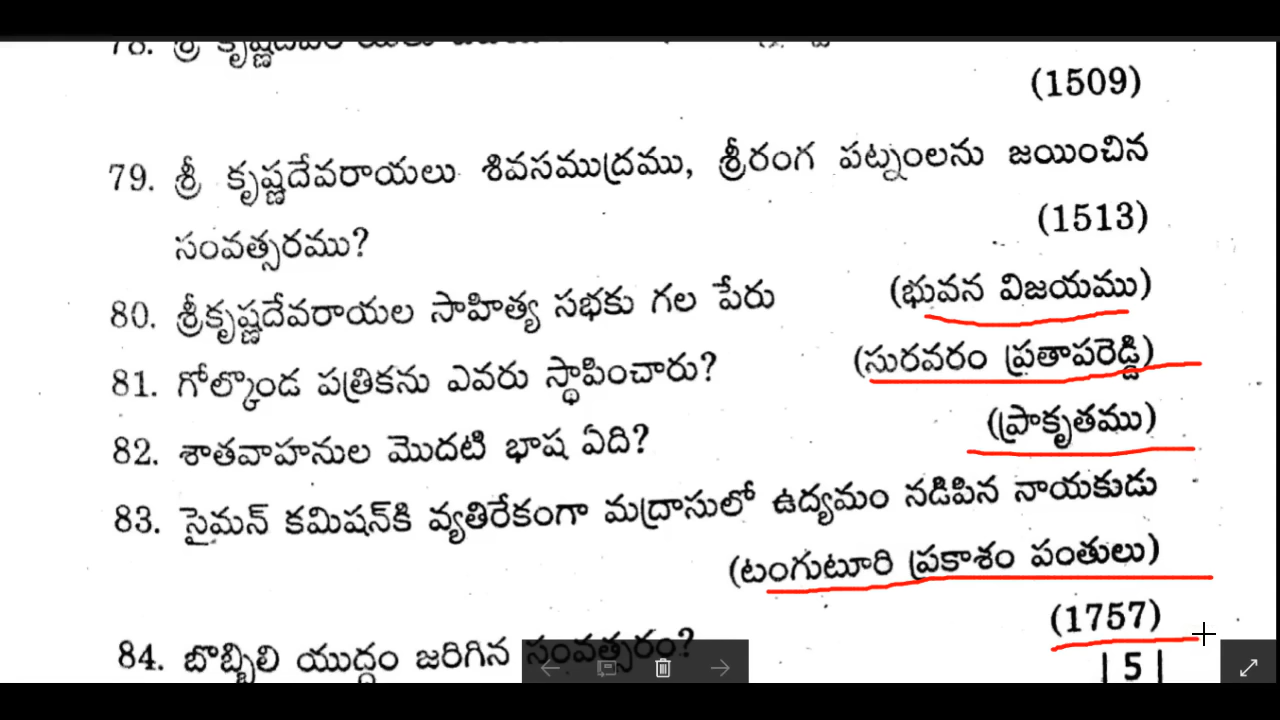 78. శ్రీ
(1509)
79. శ్రీ కృష్ణదేవరాయలు శివసముద్రము, శ్రీరంగ పట్నంలను జయించిన
(1513)
సంవత్సరము?
80. శ్రీకృష్ణదేవరాయల సాహిత్య సభకు గల పేరు (భువన విజయము)
81. గోల్కొండ పత్రికను ఎవరు స్థాపించారు? (సురవరం ప్రతాపరెడ్డి)
82. శాతవాహనుల మొదటి భాష ఏది? (ప్రాకృతము)
83. సైమన్ కమిషన్‌కి వ్యతిరేకంగా మద్రాసులో ఉద్యమం నడిపిన నాయకుడు
(టంగుటూరి ప్రకాశం పంతులు)
(1757)
84. బొబ్బిలి యుద్ధం జరిగిన సంవత్సరం?
|5|